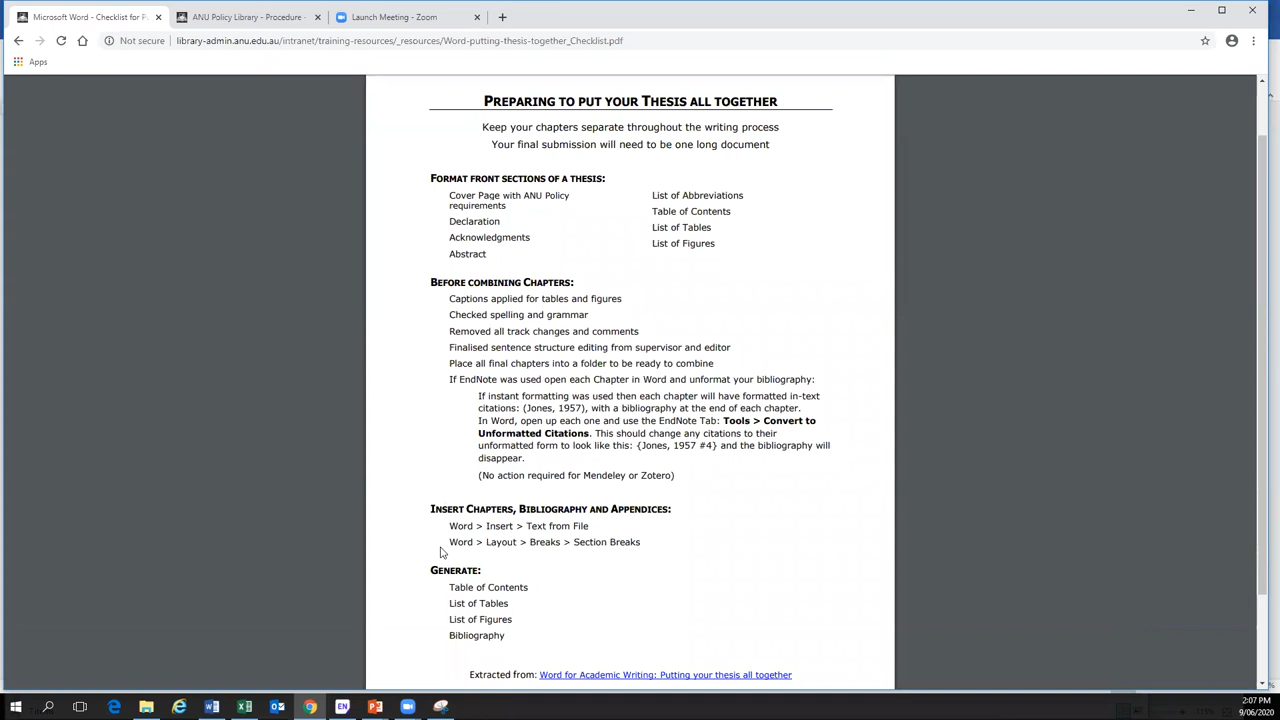 Microsoft Word - Checklist for P
ANU Policy Library - Procedure -
Launch Meeting - Zoom
Not secure
library-admin.anu.edu.au/intranet/training-resources/_resources/Word-putting-thesis-together_Checklist.pdf
Apps
PREPARING TO PUT YOUR THESIS ALL TOGETHER
Keep your chapters separate throughout the writing process
Your final submission will need to be one long document
FORMAT FRONT SECTIONS OF A THESIS:
Cover Page with ANU Policy
requirements
Declaration
Acknowledgments
Abstract
List of Abbreviations
Table of Contents
List of Tables
List of Figures
BEFORE COMBINING CHAPTERS:
Captions applied for tables and figures
Checked spelling and grammar
Removed all track changes and comments
Finalised sentence structure editing from supervisor and editor
Place all final chapters into a folder to be ready to combine
If EndNote was used open each Chapter in Word and unformat your bibliography:
If instant formatting was used then each chapter will have formatted in-text
citations: (Jones, 1957), with a bibliography at the end of each chapter.
In Word, open up each one and use the EndNote Tab: Tools > Convert to
Unformatted Citations. This should change any citations to their
unformatted form to look like this: {Jones, 1957 #4} and the bibliography will
disappear.
(No action required for Mendeley or Zotero)
INSERT CHAPTERS, BIBLIOGRAPHY AND APPENDICES:
Word > Insert > Text from File
Word > Layout > Breaks > Section Breaks
GENERATE:
Table of Contents
List of Tables
List of Figures
Bibliography
Extracted from: Word for Academic Writing: Putting your thesis all together
EN
2:07 PM
9/06/2020